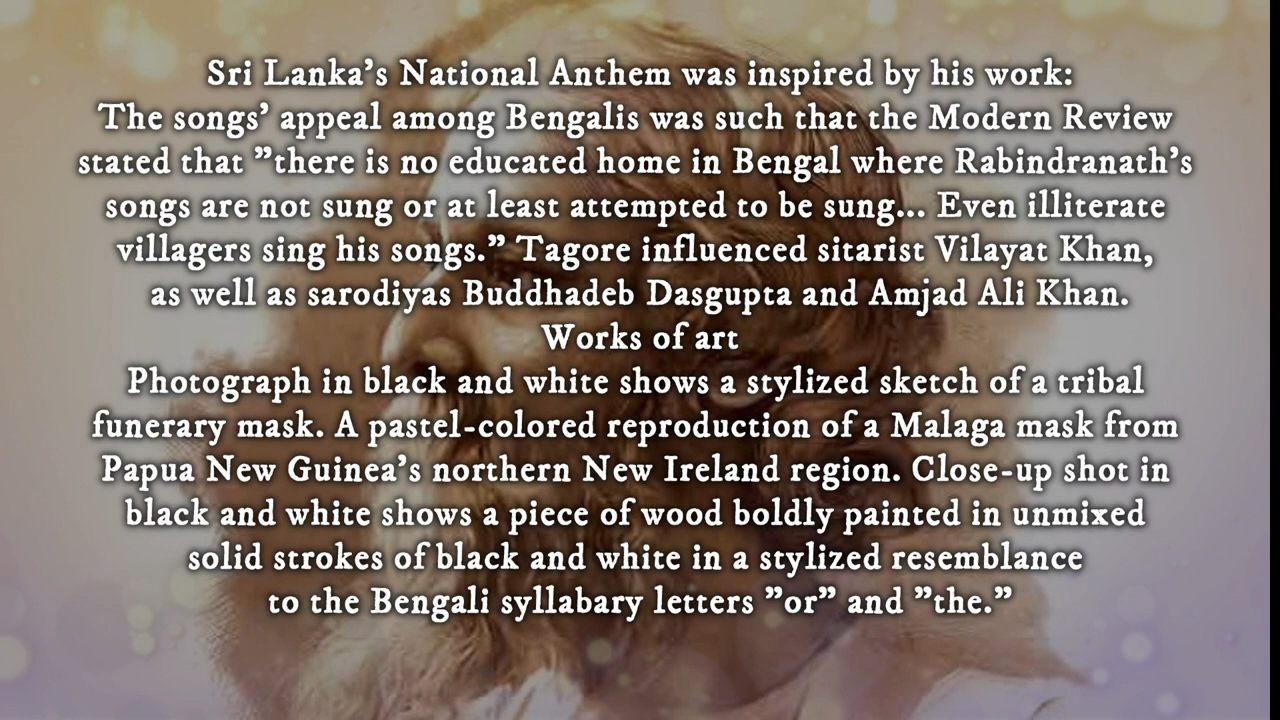 Sri Lanka’s National Anthem was inspired by his work:
The songs’ appeal among Bengalis was such that the Modern Review
stated that ”there is no educated home in Bengal where Rabindranath’s
songs are not sung or at least attempted to be sung... Even illiterate
villagers sing his songs.” Tagore influenced sitarist Vilayat Khan,
as well as sarodiyas Buddhadeb Dasgupta and Amjad Ali Khan.
Works of art
Photograph in black and white shows a stylized sketch of a tribal
funerary mask. A pastel-colored reproduction of a Malaga mask from
Papua New Guinea’s northern New Ireland region. Close-up shot in
black and white shows a piece of wood boldly painted in unmixed
solid strokes of black and white in a stylized resemblance
to the Bengali syllabary letters ”or” and ”the.”